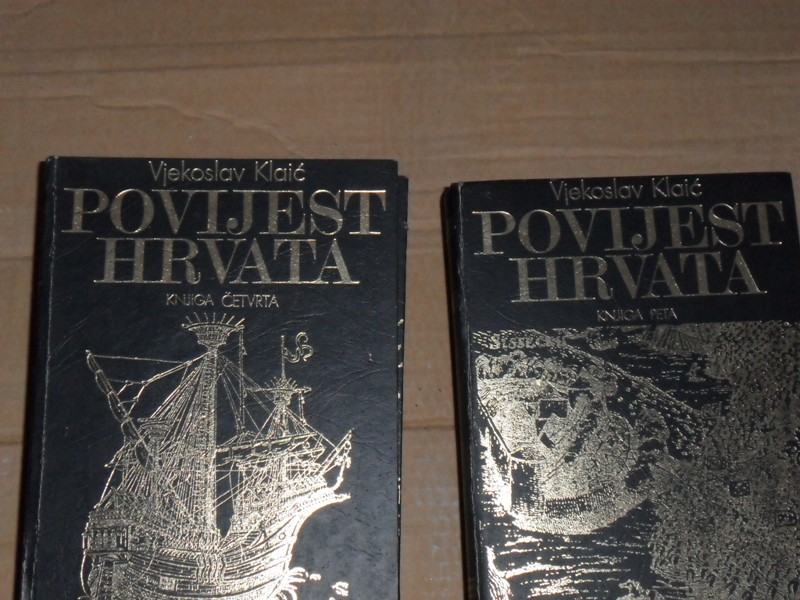 Vjekoslav Klaić
POVIJEST
HRVATA
KNJIGA ČETVRTA
Vjekoslav Klaić
POVIJEST
HRVATA
KNJIGA PETA